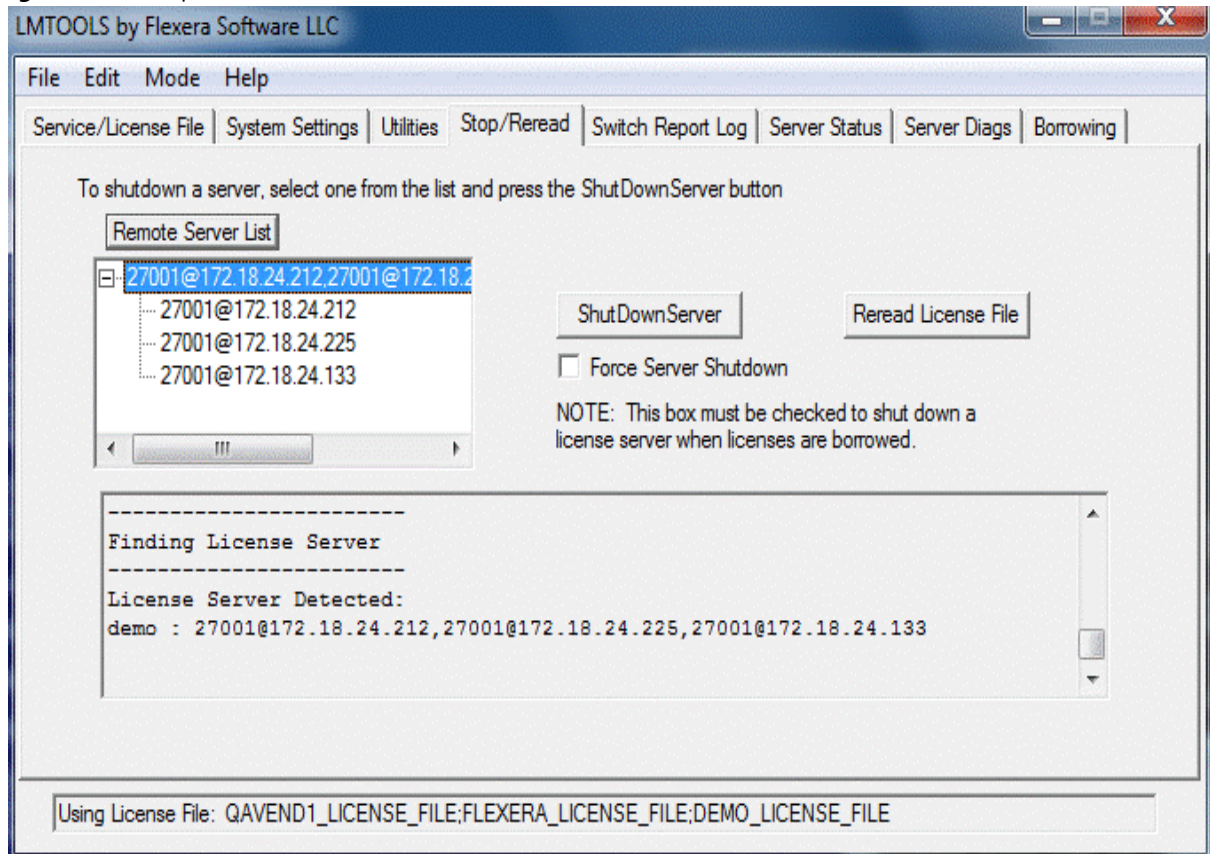 LMTOOLS by Flexera Software LLC
File Edit Mode Help
Service/License File System Settings Utilities Stop/Reread Switch Report Log Server Status Server Diags Borrowing
To shutdown a server, select one from the list and press the ShutDownServer button
Remote Server List
27001@172.18.24.212,27001@172.18.2
27001@172.18.24.212
27001@172.18.24.225
27001@172.18.24.133
ShutDownServer
Reread License File
Force Server Shutdown
NOTE: This box must be checked to shut down a
license server when licenses are borrowed.
------------------------
Finding License Server
------------------------
License Server Detected:
demo : 27001@172.18.24.212,27001@172.18.24.225,27001@172.18.24.133
Using License File: QAVEND1_LICENSE_FILE;FLEXERA_LICENSE_FILE;DEMO_LICENSE_FILE